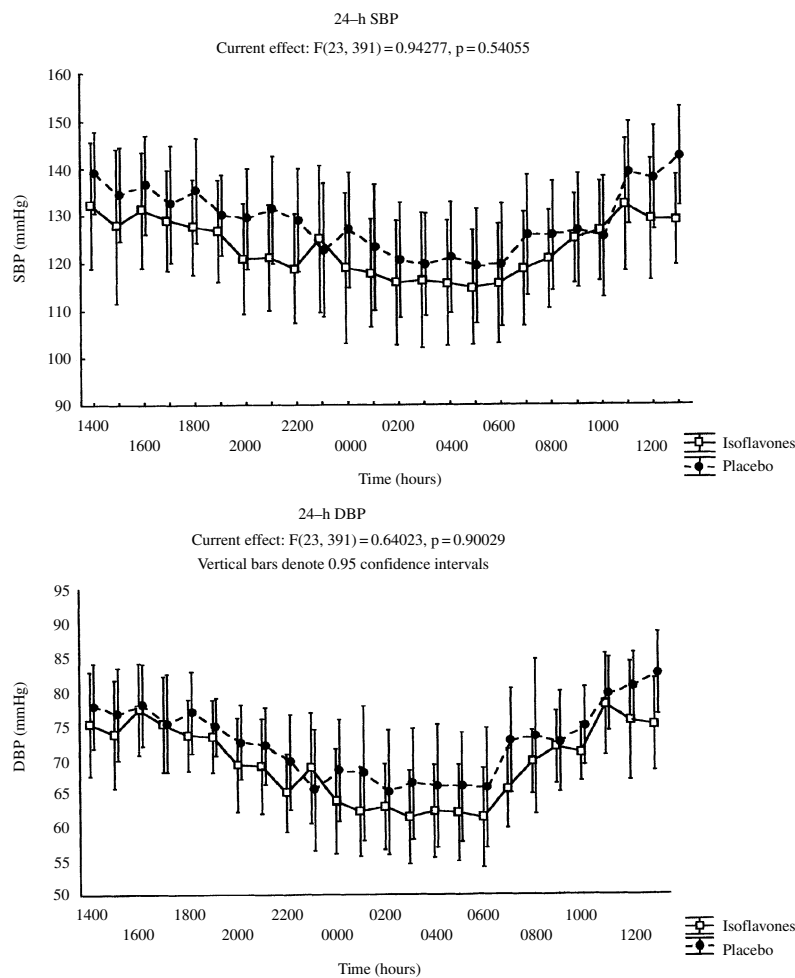 24–h SBP
Current effect: F(23, 391) = 0.94277, p = 0.54055
160
150
140
130
120
110
100
90
SBP (mmHg)
1400 1800 2000 2200 0200 0400 0600 1000
1600 2000 0000 0800 1200
Time (hours)
Isoflavones
Placebo
24–h DBP
Current effect: F(23, 391) = 0.64023, p = 0.90029
Vertical bars denote 0.95 confidence intervals
95
90
85
80
75
70
65
60
55
50
DBP (mmHg)
1400 1800 2200 0200 0600 1000
1600 2000 0000 0400 0800 1200
Time (hours)
Isoflavones
Placebo